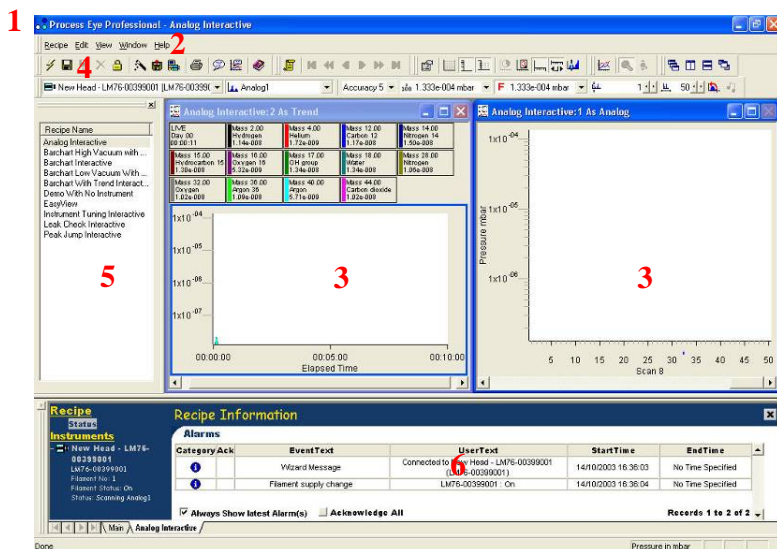 1
Process Eye Professional - Analog Interactive
Recipe Edit View Window Help
2
4
New Head - LM76-00399001 [LM76-00399(
Analog1
Accuracy 5
1.333e-004 mbar
F 1.333e-004 mbar
1
50
Recipe Name
Analog Interactive
Barchart High Vacuum with ...
Barchart Interactive
Barchart Low Vacuum With ...
Barchart With Trend Interact...
Demo With No Instrument
EasyView
Instrument Tuning Interactive
Leak Check Interactive
Peak Jump Interactive
5
Analog Interactive:2 As Trend
LIVE
Day 00
00:00:11
Mass 2.00
Hydrogen
1.14e-008
Mass 4.00
Helium
1.72e-009
Mass 12.00
Carbon 12
1.17e-008
Mass 14.00
Nitrogen 14
1.50e-008
Mass 15.00
Hydrocarbon 15
1.30e-008
Mass 16.00
Oxygen 16
5.32e-009
Mass 17.00
OH group
1.34e-008
Mass 18.00
Water
1.34e-008
Mass 28.00
Nitrogen
1.06e-008
Mass 32.00
Oxygen
1.02e-008
Mass 36.00
Argon 36
1.09e-008
Mass 40.00
Argon
5.71e-009
Mass 44.00
Carbon dioxide
1.02e-008
1x10 -04
1x10 -05
1x10 -06
1x10 -07
3
00:00:00 00:05:00 00:10:00
Elapsed Time
Analog Interactive:1 As Analog
1x10 -04
1x10 -05
1x10 -06
Pressure mbar
3
5 10 15 20 25 30 35 40 45 50
Scan 8
Recipe
Status
Instruments
New Head - LM76-
00399001
LM76-00399001
Filament No: 1
Filament Status: On
Status: Scanning Analog1
Recipe Information
Alarms
Category Ack EventText UserText StartTime EndTime
Wizard Message Connected to New Head - LM76-00399001 (LM76-00399001) 14/10/2003 16:36:03 No Time Specified
6
Filament supply change LM76-00399001 : On 14/10/2003 16:36:04 No Time Specified
Always Show latest Alarm(s) Acknowledge All Records 1 to 2 of 2
Main Analog Interactive
Done
Pressure in mbar